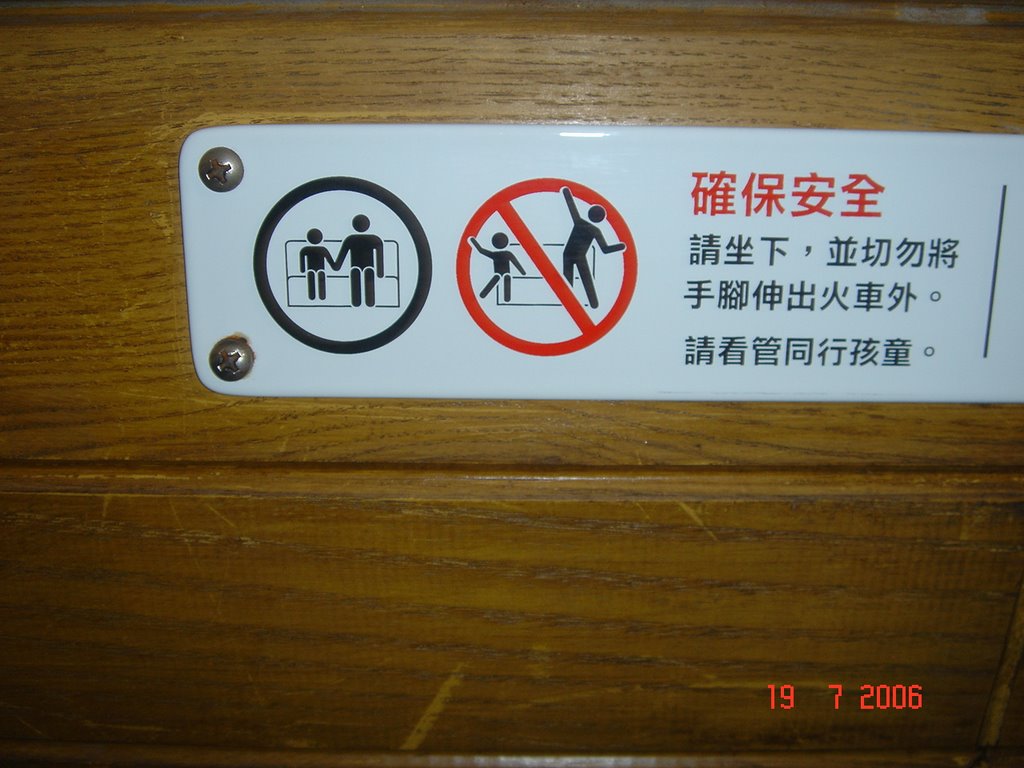 確保安全
請坐下，並切勿將
手腳伸出火車外。
請看管同行孩童。
19 7 2006